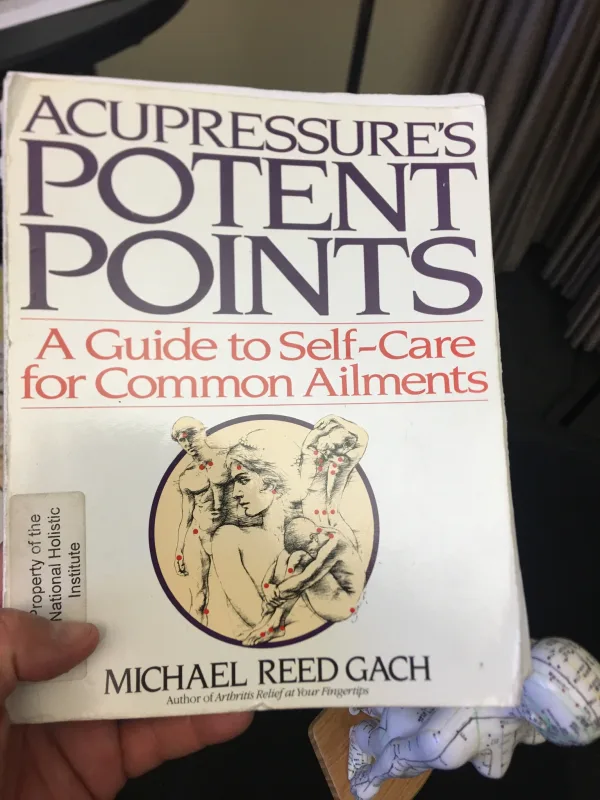 ACUPRESSURE'S
POTENT
POINTS
A Guide to Self-Care
for Common Ailments
Property of the
National Holistic
Institute
MICHAEL REED GACH
Author of Arthritis Relief at Your Fingertips